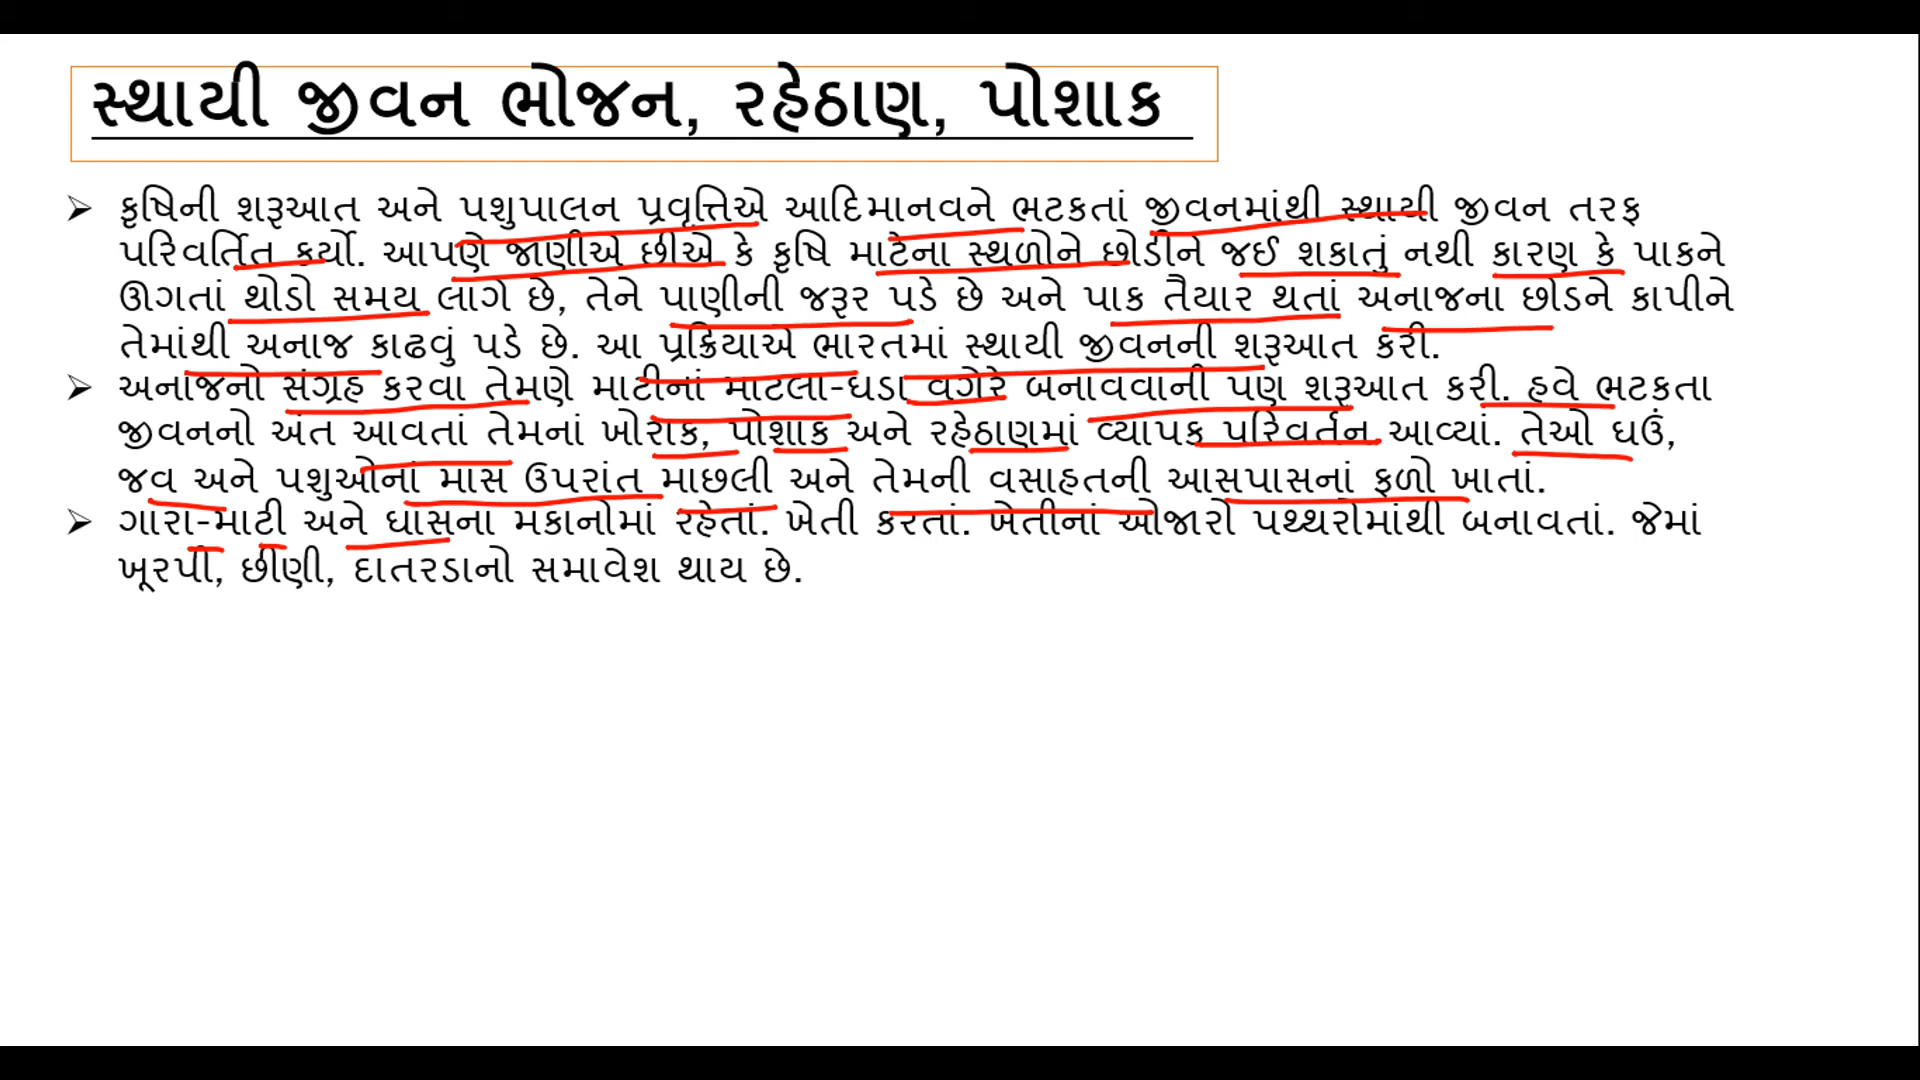 સ્થાયી જીવન ભોજન, રહેઠાણ, પોશાક
➢ કૃષિની શરૂઆત અને પશુપાલન પ્રવૃત્તિએ આદિમાનવને ભટકતાં જીવનમાંથી સ્થાયી જીવન તરફ
પરિવર્તિત કર્યો. આપણે જાણીએ છીએ કે કૃષિ માટેના સ્થળોને છોડીને જઈ શકાતું નથી કારણ કે પાકને
ઊગતાં થોડો સમય લાગે છે, તેને પાણીની જરૂર પડે છે અને પાક તૈયાર થતાં અનાજના છોડને કાપીને
તેમાંથી અનાજ કાઢવું પડે છે. આ પ્રક્રિયાએ ભારતમાં સ્થાયી જીવનની શરૂઆત કરી.
➢ અનાજનો સંગ્રહ કરવા તેમણે માટીનાં માટલા-ઘડા વગેરે બનાવવાની પણ શરૂઆત કરી. હવે ભટકતા
જીવનનો અંત આવતાં તેમનાં ખોરાક, પોશાક અને રહેઠાણમાં વ્યાપક પરિવર્તન આવ્યાં. તેઓ ઘઉં,
જવ અને પશુઓનાં માસ ઉપરાંત માછલી અને તેમની વસાહતની આસપાસનાં ફળો ખાતાં.
➢ ગારા-માટી અને ઘાસના મકાનોમાં રહેતાં. ખેતી કરતાં. ખેતીનાં ઓજારો પથ્થરોમાંથી બનાવતાં. જેમાં
ખૂરપી, છીણી, દાતરડાનો સમાવેશ થાય છે.